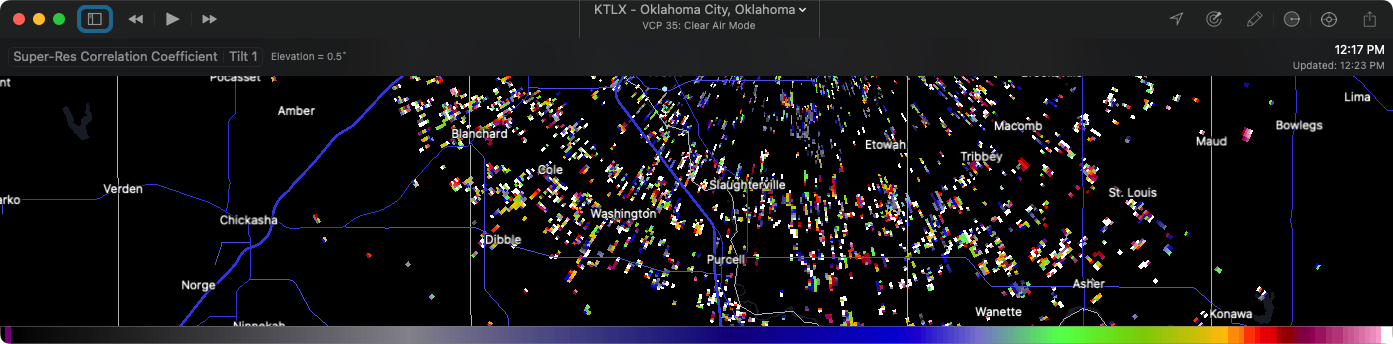 KTLX - Oklahoma City, Oklahoma
VCP 35: Clear Air Mode
Super-Res Correlation Coefficient Tilt 1 Elevation = 0.5°
12:17 PM
Updated: 12:23 PM
Pocasset
Lima
Amber
Bowlegs
Macomb
Blanchard
Maud
Etowah
Tribbey
Cole
Slaughterville
Verden
St. Louis
Washington
Chickasha
Dibble
Purcell
Norge
Asher
Wanette
Konawa